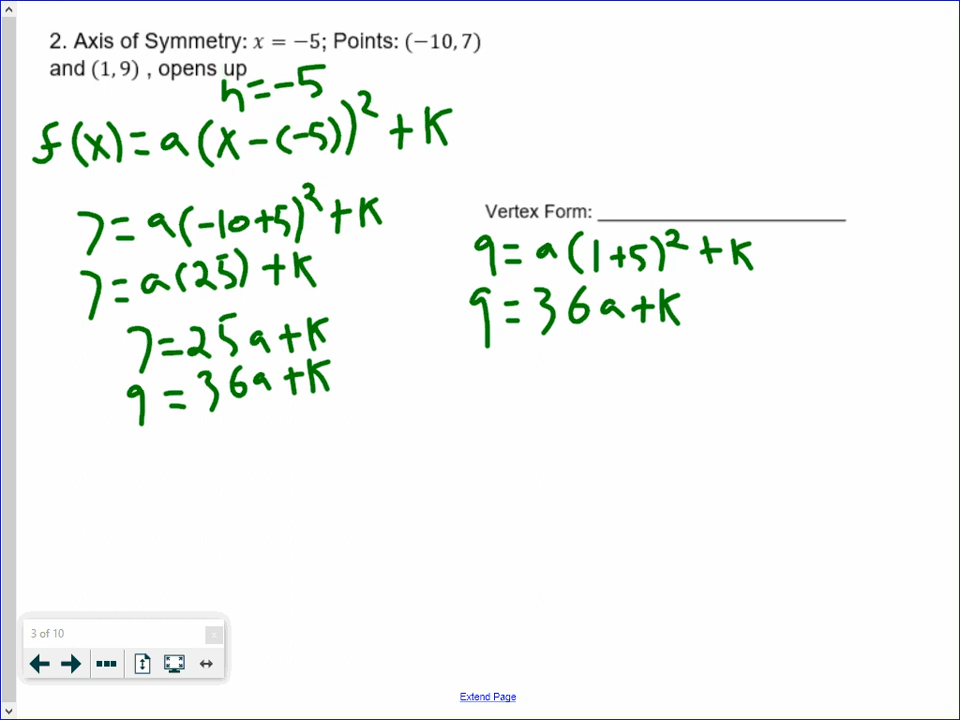 2. Axis of Symmetry: x = −5; Points: (−10, 7)
and (1, 9) , opens up
h=-5
f(x)=a(x-(-5))²+K
7=a(-10+5)²+K
Vertex Form: ____________________
9=a(1+5)²+K
7=a(25)+K
9=36a+K
7=25a+K
9=36a+K
3 of 10
Extend Page